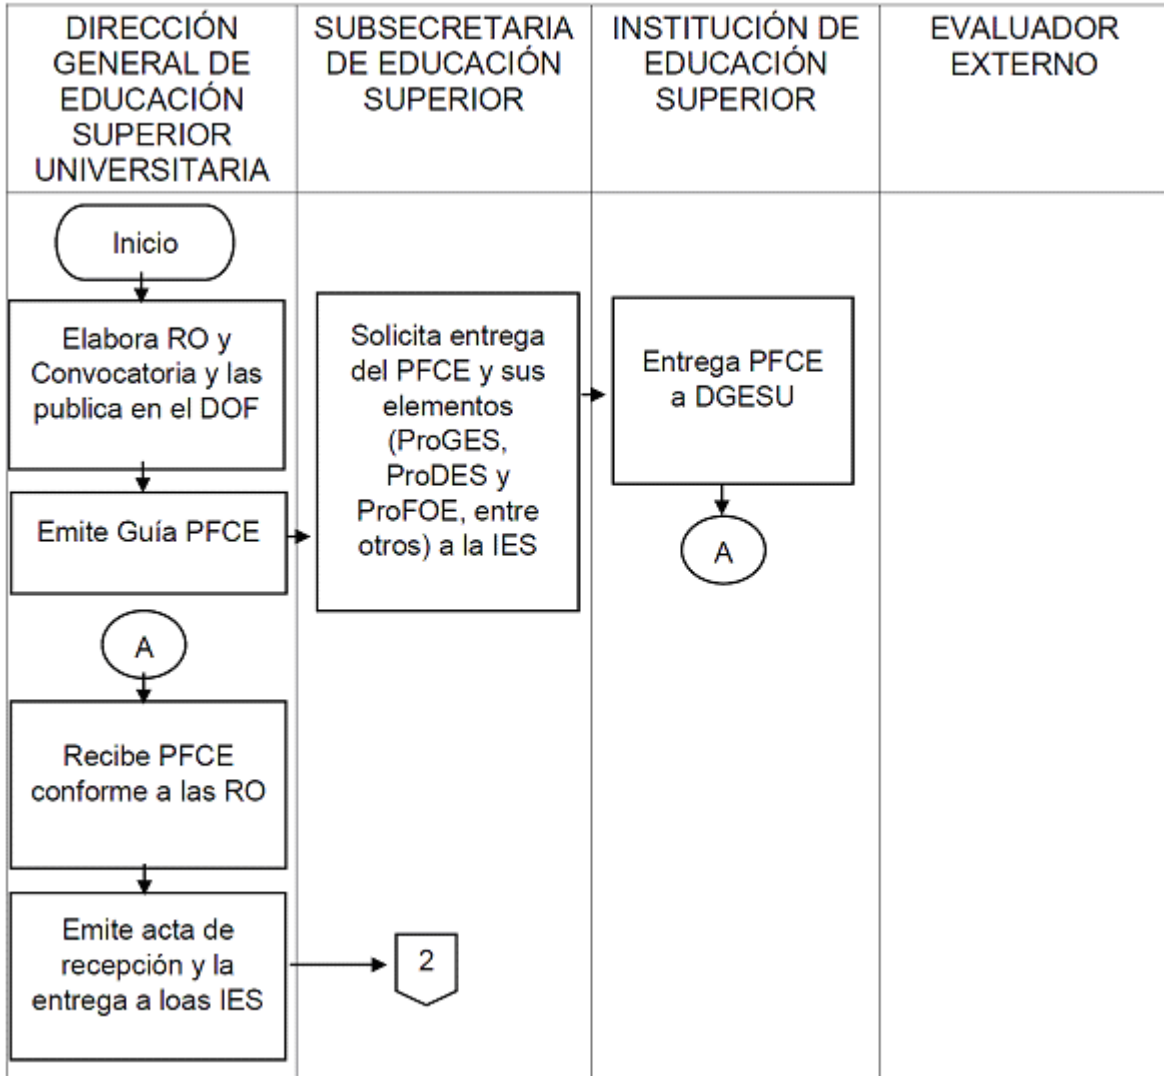 DIRECCIÓN
GENERAL DE
EDUCACIÓN
SUPERIOR
UNIVERSITARIA
SUBSECRETARIA
DE EDUCACIÓN
SUPERIOR
INSTITUCIÓN DE
EDUCACIÓN
SUPERIOR
EVALUADOR
EXTERNO
Inicio
Elabora RO y
Convocatoria y las
publica en el DOF
Emite Guía PFCE
Solicita entrega
del PFCE y sus
elementos
(ProGES,
ProDES y
ProFOE, entre
otros) a la IES
Entrega PFCE
a DGESU
A
A
Recibe PFCE
conforme a las RO
Emite acta de
recepción y la
entrega a loas IES
2